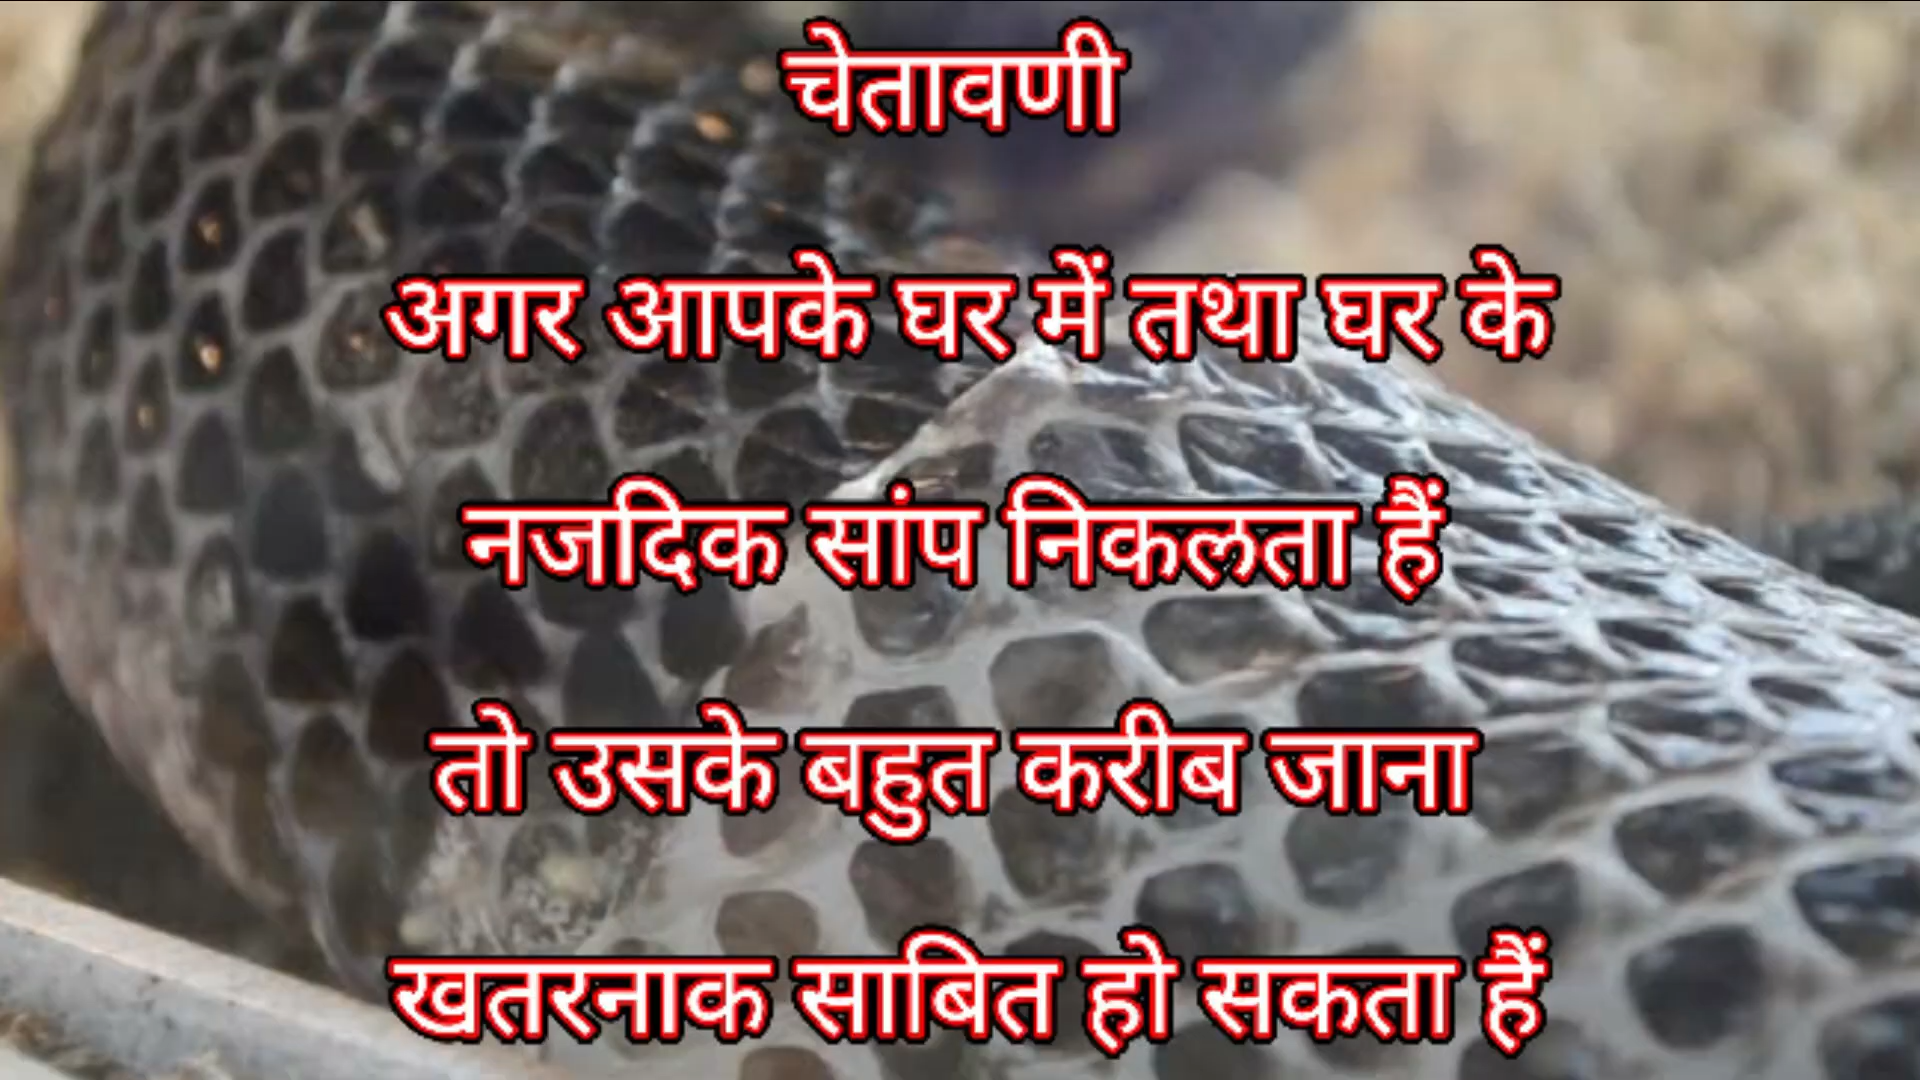 चेतावणी
अगर आपके घर में तथा घर के
नजदिक सांप निकलता हैं
तो उसके बहुत करीब जाना
खतरनाक साबित हो सकता हैं